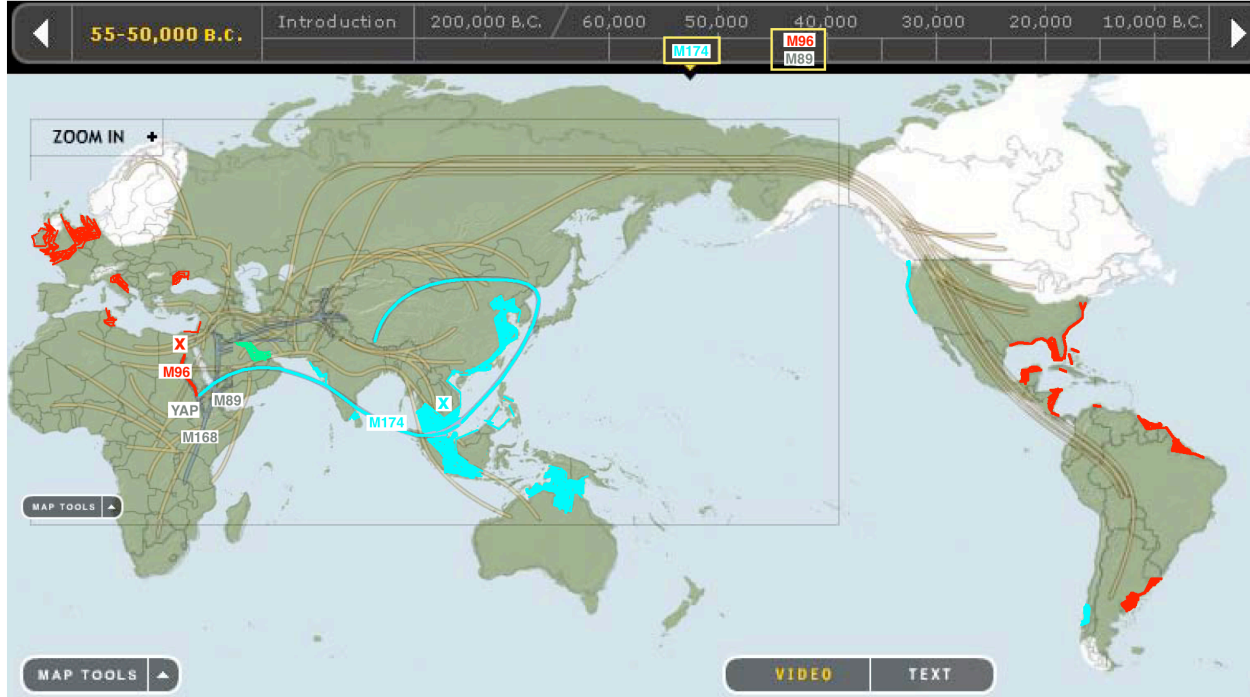 55-50,000 B.C.
Introduction
200,000 B.C.
60,000
50,000
40,000
30,000
20,000
10,000 B.C.
M174
M96
M89
ZOOM IN +
X
M96
YAP
M89
M168
M174
X
MAP TOOLS
MAP TOOLS
VIDEO
TEXT